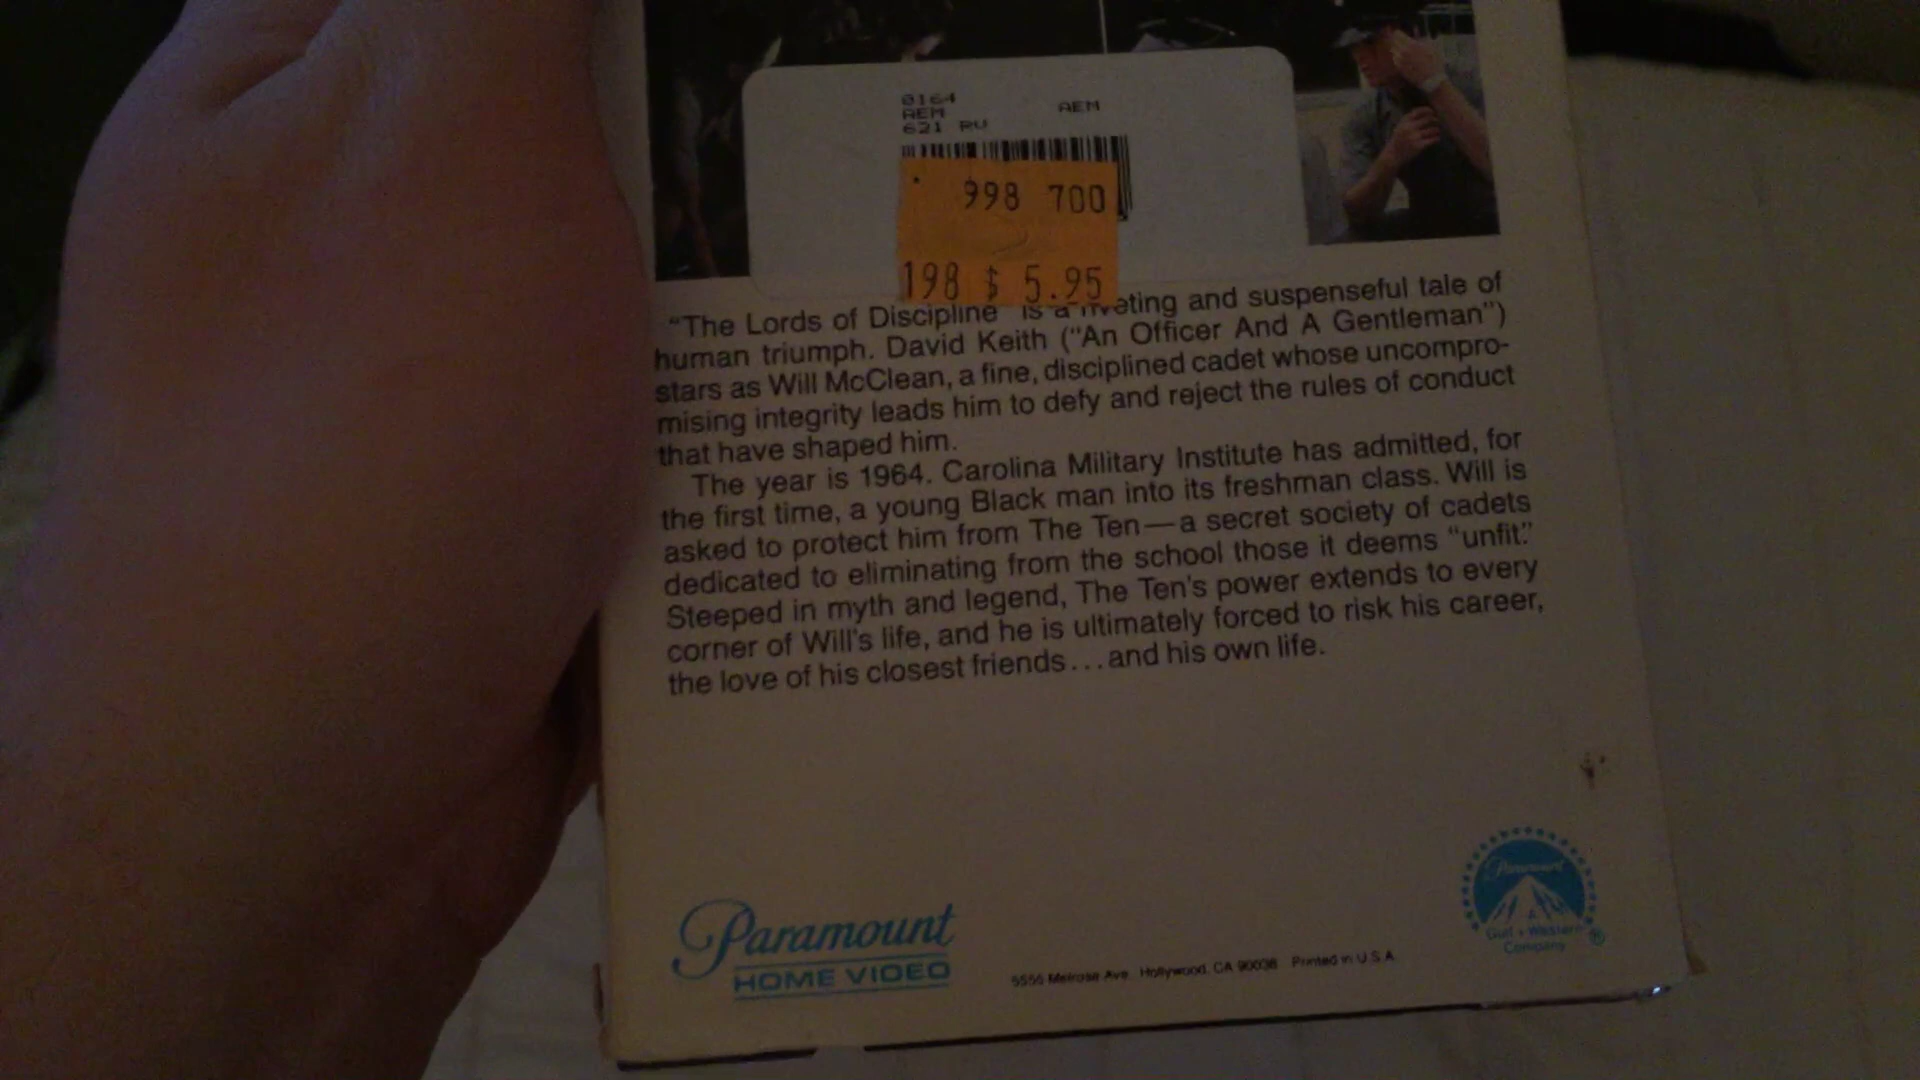 0164
AEM AEM
621 RU
998 700
198 $ 5.95
“The Lords of Discipline” is a riveting and suspenseful tale of
human triumph. David Keith (“An Officer And A Gentleman”)
stars as Will McClean, a fine, disciplined cadet whose uncompro-
mising integrity leads him to defy and reject the rules of conduct
that have shaped him.
The year is 1964. Carolina Military Institute has admitted, for
the first time, a young Black man into its freshman class. Will is
asked to protect him from The Ten—a secret society of cadets
dedicated to eliminating from the school those it deems “unfit.”
Steeped in myth and legend, The Ten's power extends to every
corner of Will's life, and he is ultimately forced to risk his career,
the love of his closest friends...and his own life.
Paramount
HOME VIDEO
5555 Melrose Ave. Hollywood, CA 90038 Printed in U.S.A.
Paramount
A
Gulf + Western
Company
®